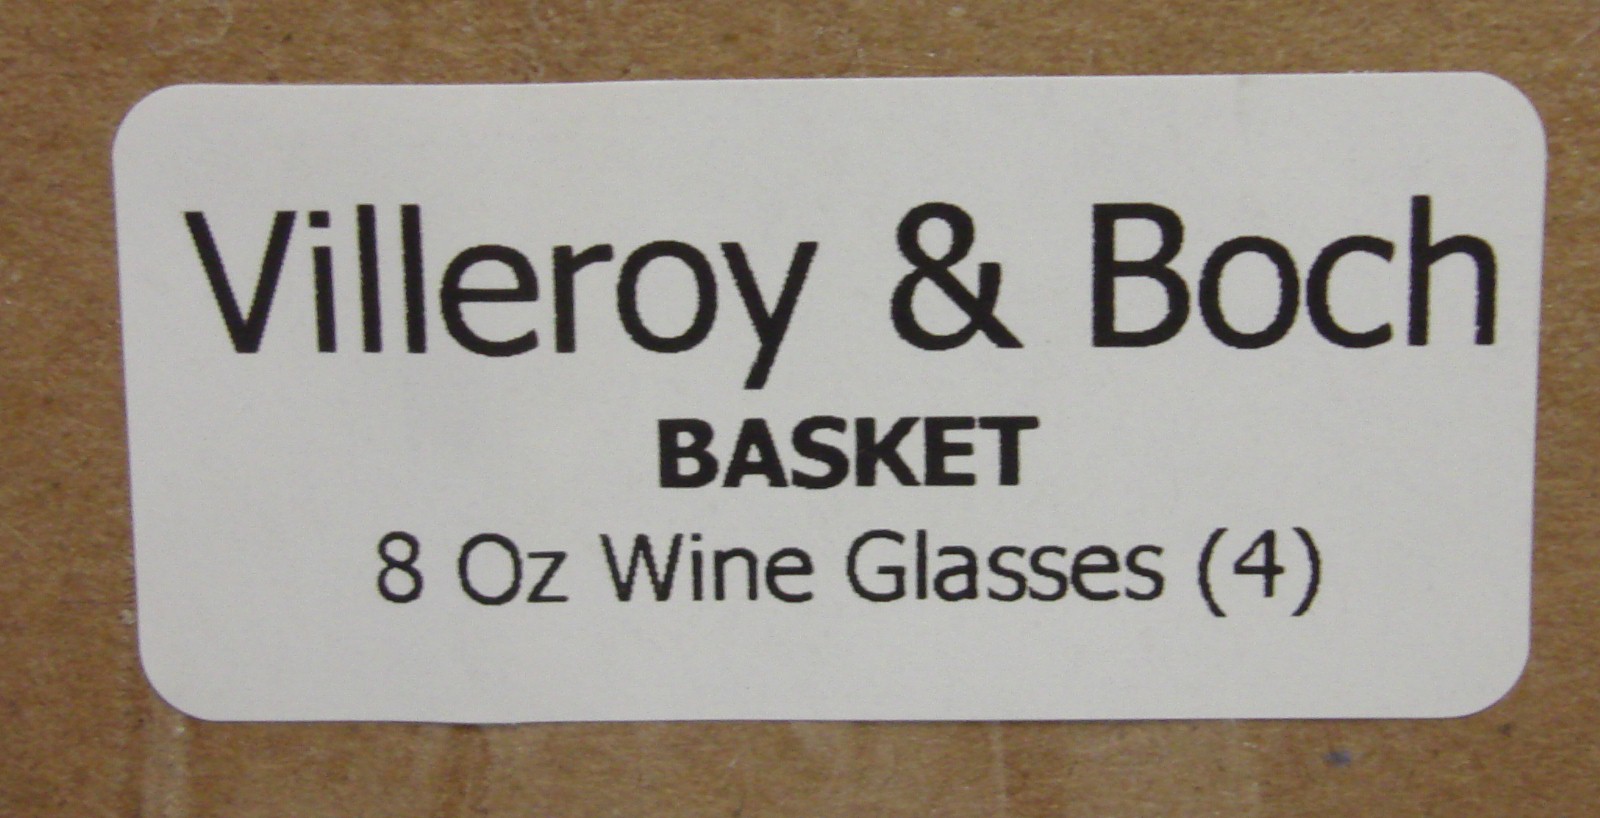 Villeroy & Boch
BASKET
8 Oz Wine Glasses (4)